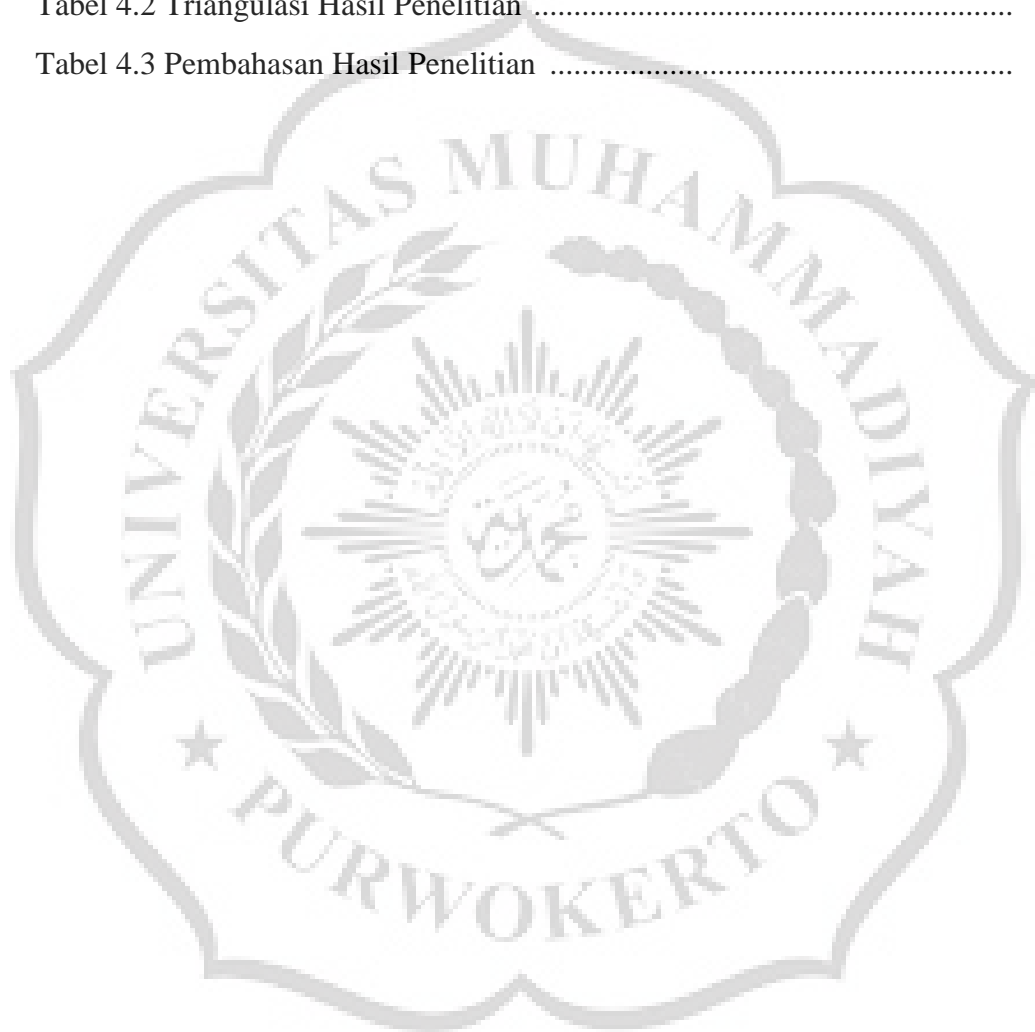 Tabel 4.2 Triangulasi Hasil Penelitian ..........................................................
Tabel 4.3 Pembahasan Hasil Penelitian ........................................................
UNIVERSITAS MUHAMMADIYAH
PURWOKERTO